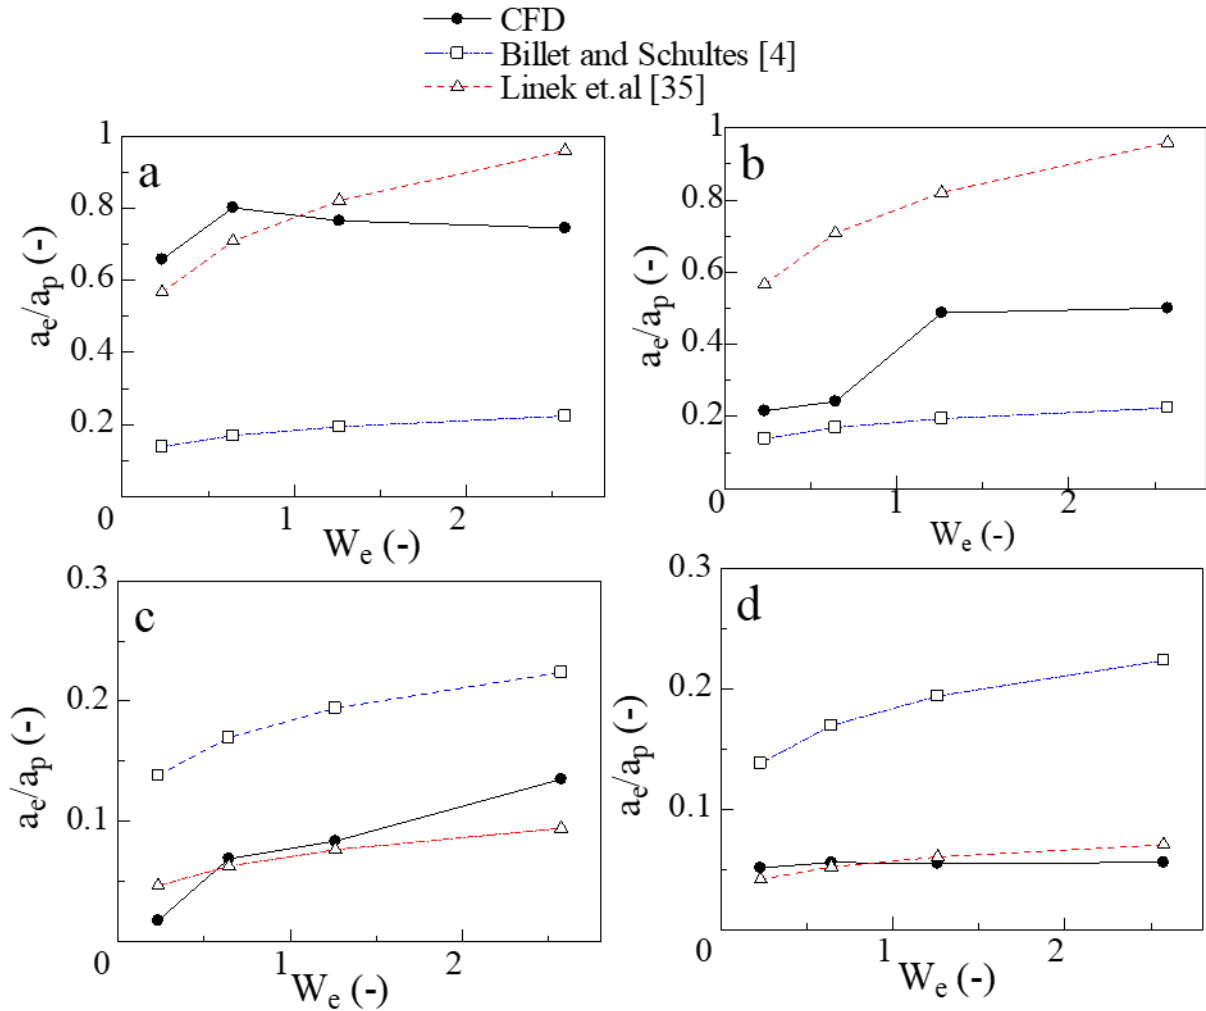 CFD
Billet and Schultes [4]
Linek et.al [35]
a
1
0.8
0.6
0.4
0.2
0
1
2
a_e/a_p (-)
W_e (-)
b
1
0.8
0.6
0.4
0.2
0
1
2
a_e/a_p (-)
W_e (-)
c
0.3
0.2
0.1
0
1
2
a_e/a_p (-)
W_e (-)
d
0.3
0.2
0.1
0
1
2
a_e/a_p (-)
W_e (-)